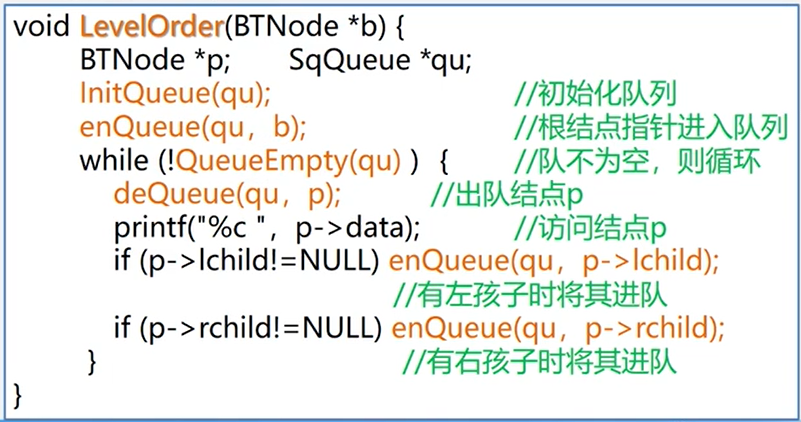 void LevelOrder(BTNode *b) {
BTNode *p; SqQueue *qu;
InitQueue(qu); //初始化队列
enQueue(qu，b); //根结点指针进入队列
while (!QueueEmpty(qu) ) { //队不为空，则循环
deQueue(qu，p); //出队结点p
printf("%c "，p->data); //访问结点p
if (p->lchild!=NULL) enQueue(qu，p->lchild);
//有左孩子时将其进队
if (p->rchild!=NULL) enQueue(qu，p->rchild);
} //有右孩子时将其进队
}